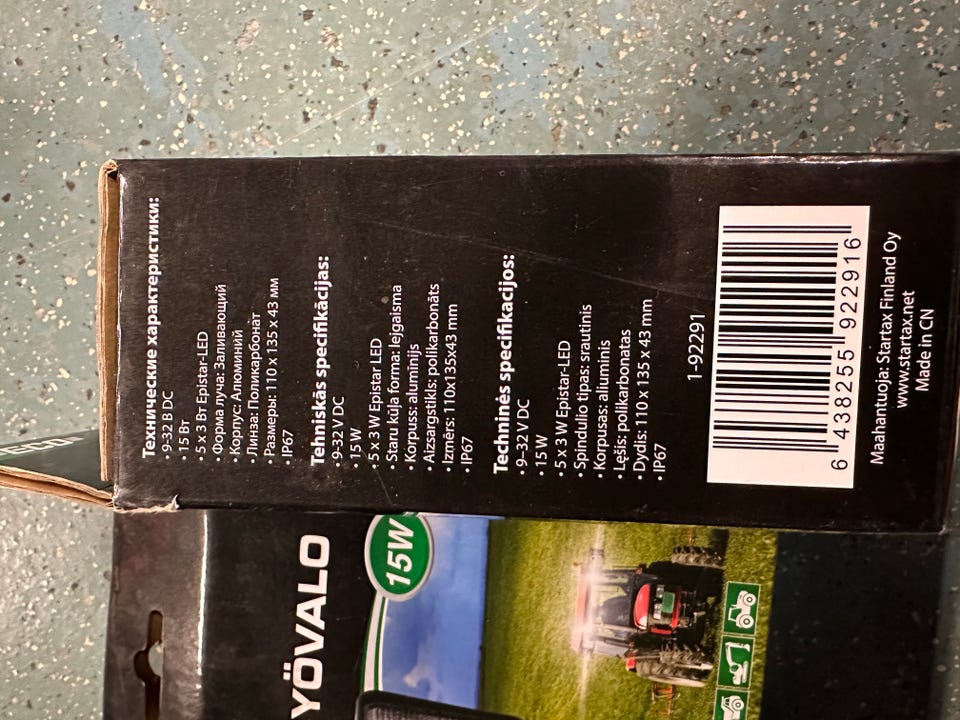 Технические характеристики:
• 9-32 В DC
• 15 Вт
• 5 x 3 Вт Epistar-LED
• Форма луча: Заливающий
• Корпус: Алюминий
• Линза: Поликарбонат
• Размеры: 110 x 135 x 43 мм
• IP67
Tehniskās specifikācijas:
• 9-32 V DC
• 15 W
• 5 x 3 W Epistar LED
• Staru kūļa forma: lejgaisma
• Korpuss: alumīnijs
• Aizsargstikls: polikarbonāts
• Izmērs: 110x135x43 mm
• IP67
Techninės specifikacijos:
• 9–32 V DC
• 15 W
• 5 x 3 W Epistar-LED
• Spindulio tipas: srautinis
• Korpusas: aliuminis
• Lęšis: polikarbonatas
• Dydis: 110 x 135 x 43 mm
• IP67
1-92291
6 438255 922916
Maahantuoja: Startax Finland Oy
www.startax.net
Made in CN
YÖVALO
15W